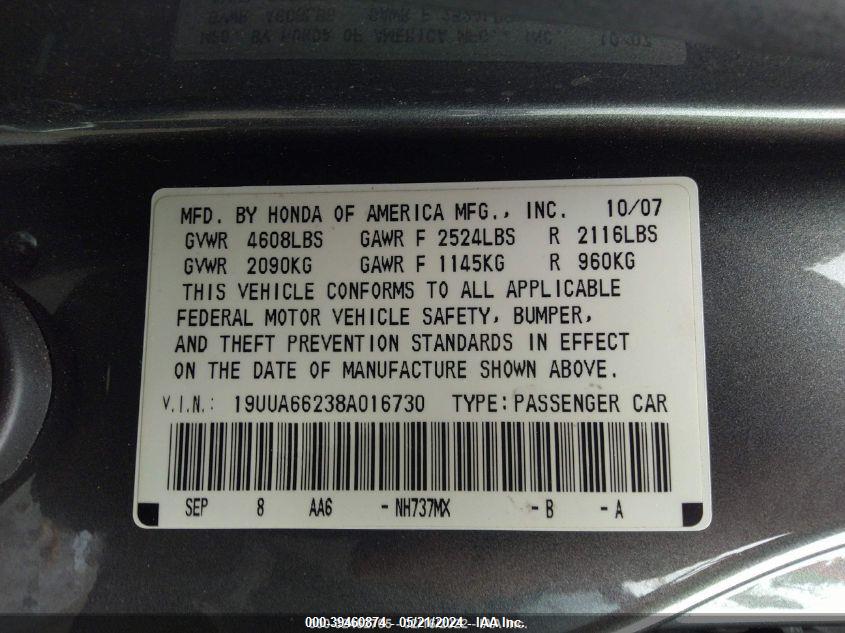 MFD. BY HONDA OF AMERICA MFG., INC. 10/07
GVWR 4608LBS GAWR F 2524LBS R 2116LBS
GVWR 2090KG GAWR F 1145KG R 960KG
THIS VEHICLE CONFORMS TO ALL APPLICABLE
FEDERAL MOTOR VEHICLE SAFETY, BUMPER,
AND THEFT PREVENTION STANDARDS IN EFFECT
ON THE DATE OF MANUFACTURE SHOWN ABOVE.
V.I.N.: 19UUA66238A016730 TYPE: PASSENGER CAR
SEP 8 AA6 - NH737MX - B - A
000.39460874 - 05/21/2024 - IAA Inc.